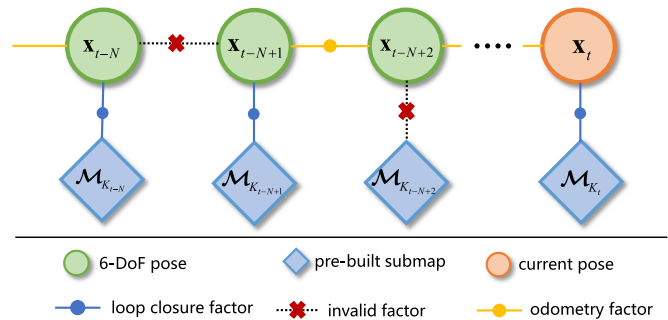 x_{t-N} x_{t-N+1} x_{t-N+2} x_t
M_{K_{t-N}} M_{K_{t-N+1}} M_{K_{t-N+2}} M_{K_t}
6-DoF pose pre-built submap current pose
loop closure factor invalid factor odometry factor